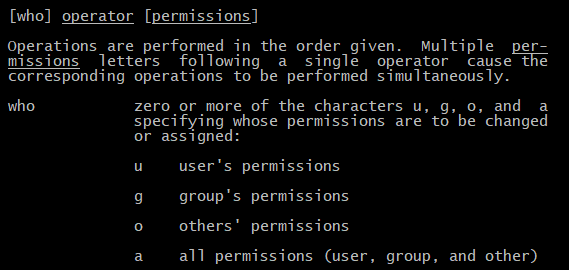 [who] operator [permissions]
Operations are performed in the order given. Multiple per-
missions letters following a single operator cause the
corresponding operations to be performed simultaneously.
who zero or more of the characters u, g, o, and a
specifying whose permissions are to be changed
or assigned:
u user's permissions
g group's permissions
o others' permissions
a all permissions (user, group, and other)